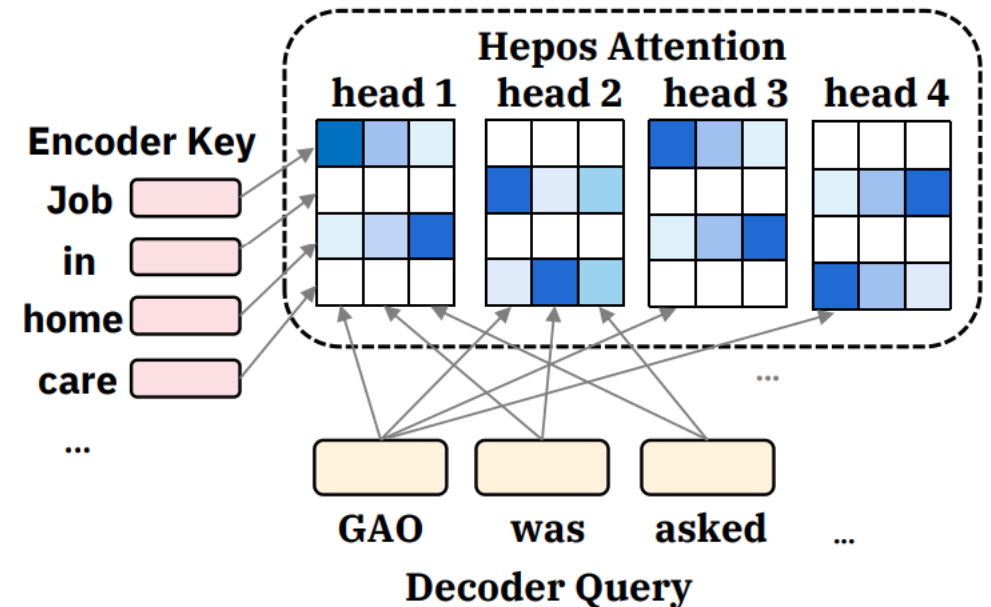 Hepos Attention
head 1 head 2 head 3 head 4
Encoder Key
Job
in
home
care
...
...
GAO was asked ...
Decoder Query